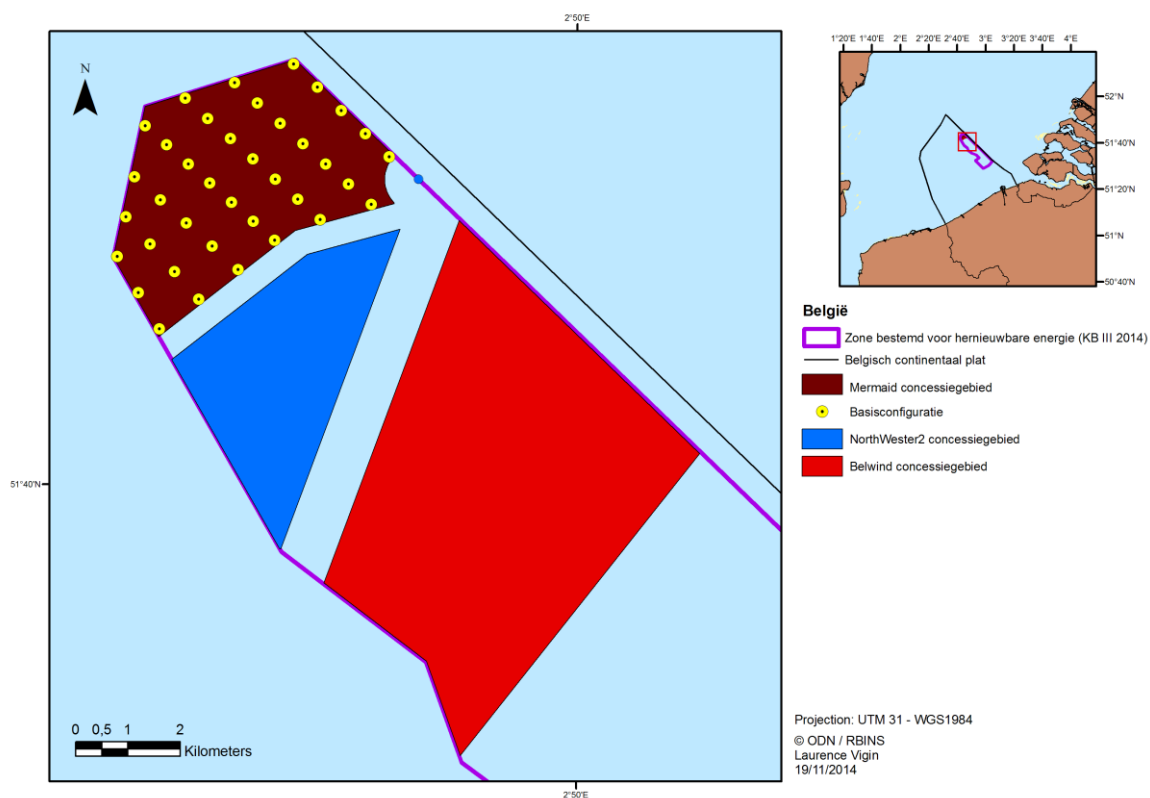 2°50'E
N
51°40'N
0 0,5 1 2
Kilometers
2°50'E
1°20'E 1°40'E 2°E 2°20'E 2°40'E 3°E 3°20'E 3°40'E 4°E
52°N
51°40'N
51°20'N
51°N
50°40'N
België
Zone bestemd voor hernieuwbare energie (KB III 2014)
Belgisch continentaal plat
Mermaid concessiegebied
Basisconfiguratie
NorthWester2 concessiegebied
Belwind concessiegebied
Projection: UTM 31 - WGS1984
© ODN / RBINS
Laurence Vigin
19/11/2014